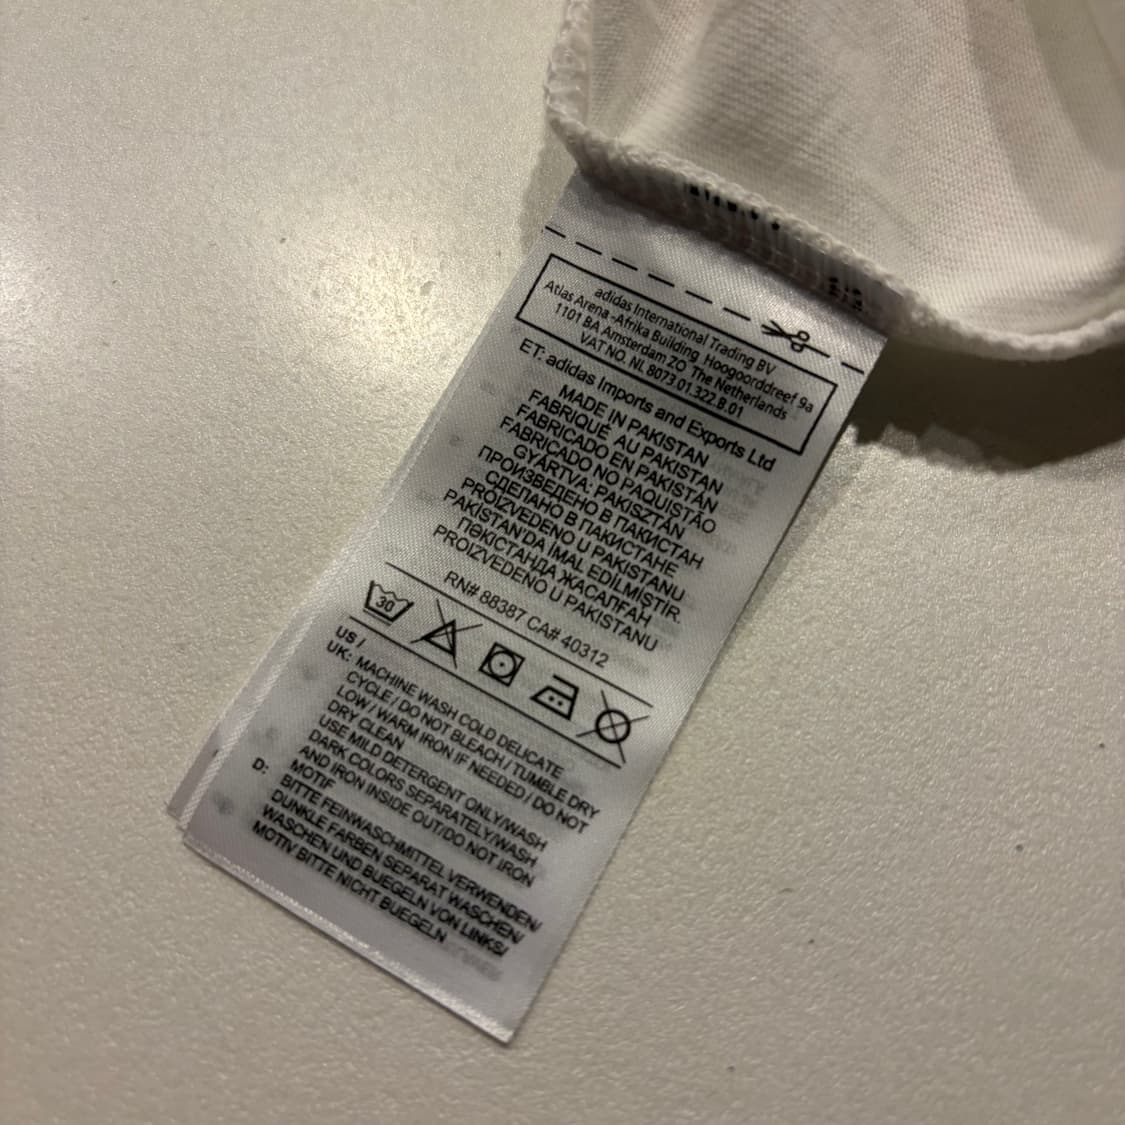 adidas International Trading BV
Atlas Arena -Afrika Building Hoogoorddreef 9a
1101 BA Amsterdam ZO The Netherlands
VAT NO. NL 8073.01.322.B.01
ET: adidas Imports and Exports Ltd
MADE IN PAKISTAN
FABRIQUÉ AU PAKISTAN
FABRICADO EN PAKISTÁN
FABRICADO NO PAQUISTÃO
GYÁRTVA: PAKISZTÁN
ПРОИЗВЕДЕНО В ПАКИСТАН
СДЕЛАНО В ПАКИСТАНЕ
PROIZVEDENO U PAKISTANU
PAKİSTAN'DA İMAL EDİLMİŞTİR.
ПӘКІСТАНДА ЖАСАЛҒАН
PROIZVEDENO U PAKISTANU
RN# 88387 CA# 40312
30
US /
UK: MACHINE WASH COLD DELICATE
CYCLE / DO NOT BLEACH / TUMBLE DRY
LOW / WARM IRON IF NEEDED / DO NOT
DRY CLEAN
USE MILD DETERGENT ONLY/WASH
DARK COLORS SEPARATELY/WASH
AND IRON INSIDE OUT/DO NOT IRON
MOTIF
D: BITTE FEINWASCHMITTEL VERWENDEN/
DUNKLE FARBEN SEPARAT WASCHEN/
WASCHEN UND BUEGELN VON LINKS/
MOTIV BITTE NICHT BUEGELN